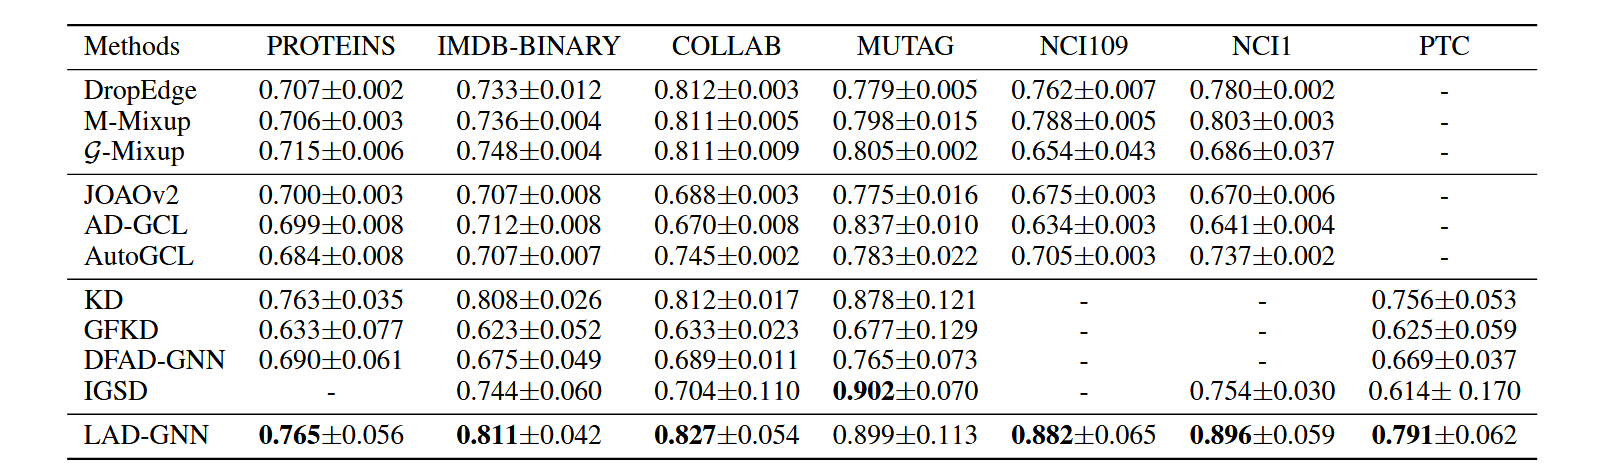 Methods PROTEINS IMDB-BINARY COLLAB MUTAG NCI109 NCI1 PTC
DropEdge 0.707±0.002 0.733±0.012 0.812±0.003 0.779±0.005 0.762±0.007 0.780±0.002 -
M-Mixup 0.706±0.003 0.736±0.004 0.811±0.005 0.798±0.015 0.788±0.005 0.803±0.003 -
𝒢-Mixup 0.715±0.006 0.748±0.004 0.811±0.009 0.805±0.002 0.654±0.043 0.686±0.037 -
JOAOv2 0.700±0.003 0.707±0.008 0.688±0.003 0.775±0.016 0.675±0.003 0.670±0.006 -
AD-GCL 0.699±0.008 0.712±0.008 0.670±0.008 0.837±0.010 0.634±0.003 0.641±0.004 -
AutoGCL 0.684±0.008 0.707±0.007 0.745±0.002 0.783±0.022 0.705±0.003 0.737±0.002 -
KD 0.763±0.035 0.808±0.026 0.812±0.017 0.878±0.121 - - 0.756±0.053
GFKD 0.633±0.077 0.623±0.052 0.633±0.023 0.677±0.129 - - 0.625±0.059
DFAD-GNN 0.690±0.061 0.675±0.049 0.689±0.011 0.765±0.073 - - 0.669±0.037
IGSD - 0.744±0.060 0.704±0.110 0.902±0.070 - 0.754±0.030 0.614± 0.170
LAD-GNN 0.765±0.056 0.811±0.042 0.827±0.054 0.899±0.113 0.882±0.065 0.896±0.059 0.791±0.062